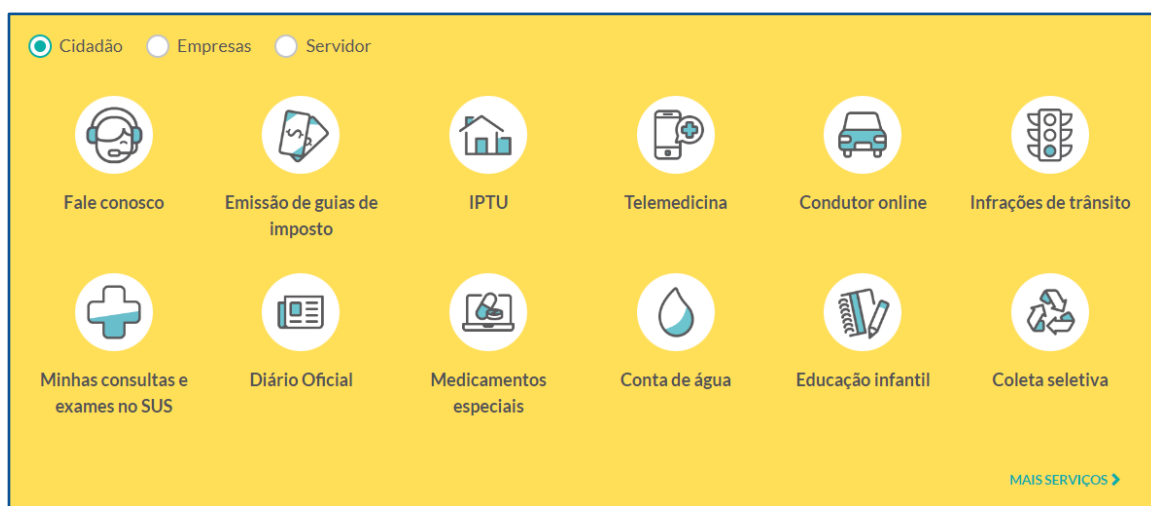 Cidadão Empresas Servidor
Fale conosco
Emissão de guias de
imposto
IPTU
Telemedicina
Condutor online
Infrações de trânsito
Minhas consultas e
exames no SUS
Diário Oficial
Medicamentos
especiais
Conta de água
Educação infantil
Coleta seletiva
MAIS SERVIÇOS